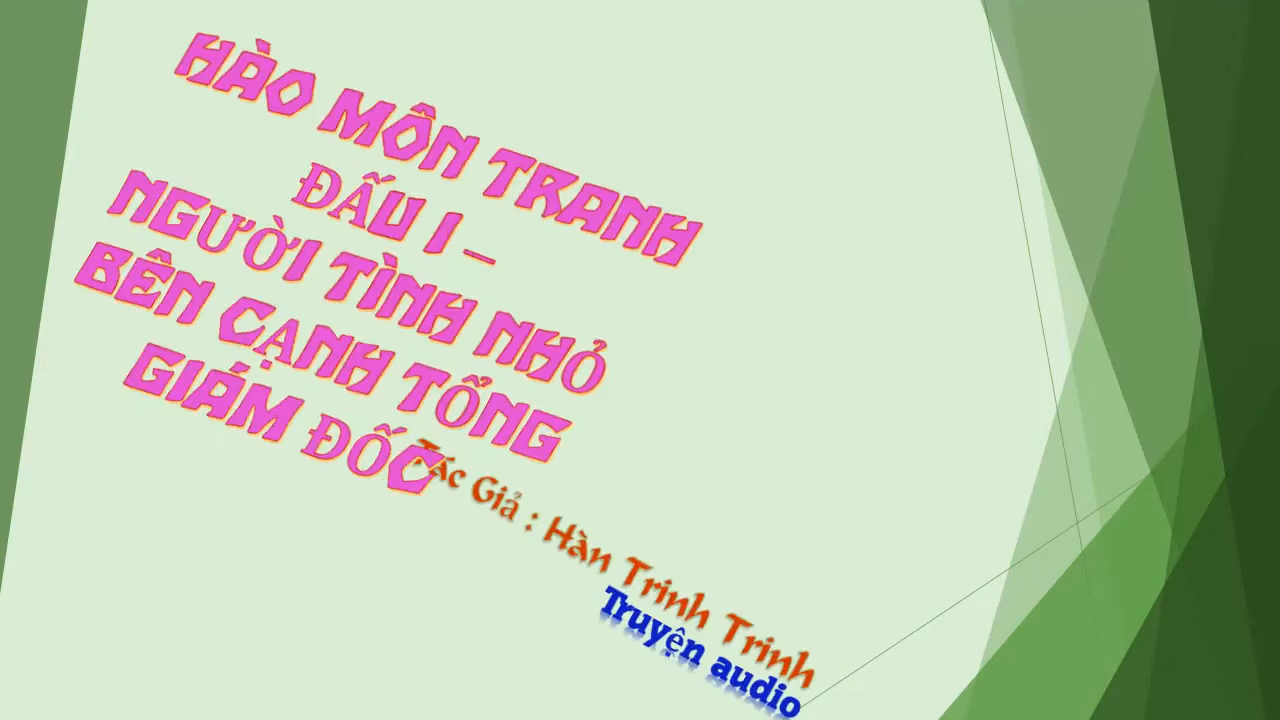 HÀO MÔN TRANH
ĐẤU I –
NGƯỜI TÌNH NHỎ
BÊN CẠNH TỔNG
GIÁM ĐỐC
Tác Giả : Hàn Trinh Trinh
Truyện audio